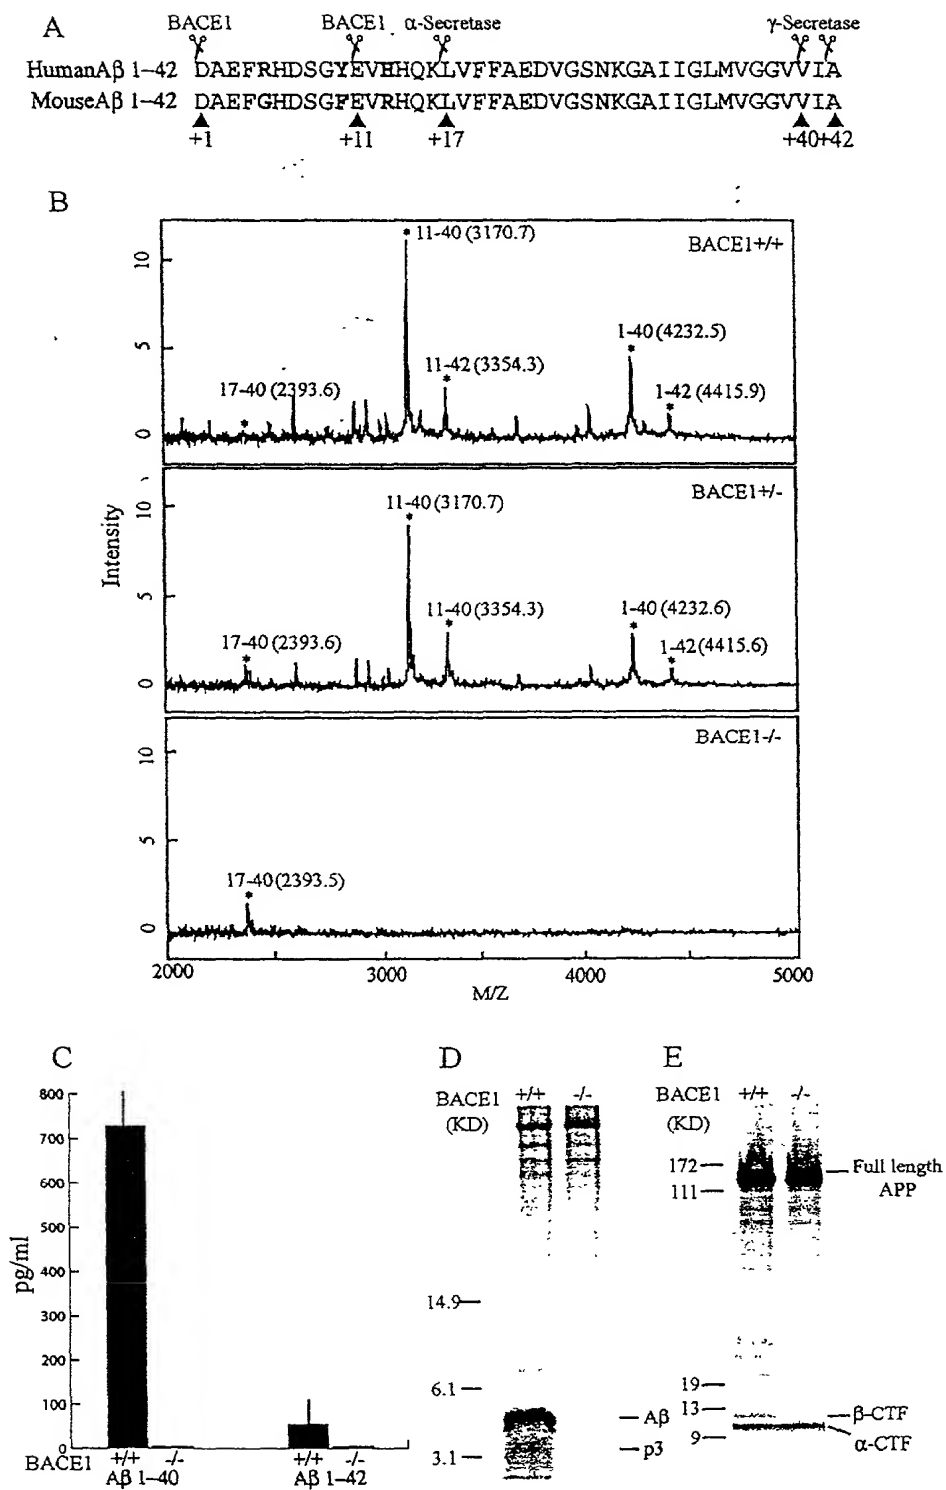 A
BACE1 BACE1 α-Secretase γ-Secretase
HumanAβ 1–42 DAEFRHDSGYEVHHQKLVFFAEDVGSNKGAIIGLMVGGVVIA
MouseAβ 1–42 DAEFGHDSGFEVRHQKLVFFAEDVGSNKGAIIGLMVGGVVIA
+1 +11 +17 +40 +42
B
* 11-40 (3170.7)
BACE1+/+
10
1-40 (4232.5)
*
5
11-42 (3354.3)
*
17-40 (2393.6)
*
1-42 (4415.9)
*
0
BACE1+/-
11-40 (3170.7)
*
10
Intensity
5
11-40 (3354.3)
*
1-40 (4232.6)
*
17-40 (2393.6)
*
1-42 (4415.6)
*
0
BACE1-/-
10
5
17-40 (2393.5)
*
0
2000 3000 4000 5000
M/Z
C
800
700
600
500
400
300
200
100
0
pg/ml
BACE1 +/+ -/- +/+ -/-
Aβ 1–40 Aβ 1–42
D
BACE1 +/+ -/-
(KD)
14.9
6.1
Aβ
p3
3.1
E
BACE1 +/+ -/-
(KD)
172
Full length
APP
111
19
13
β-CTF
9
α-CTF